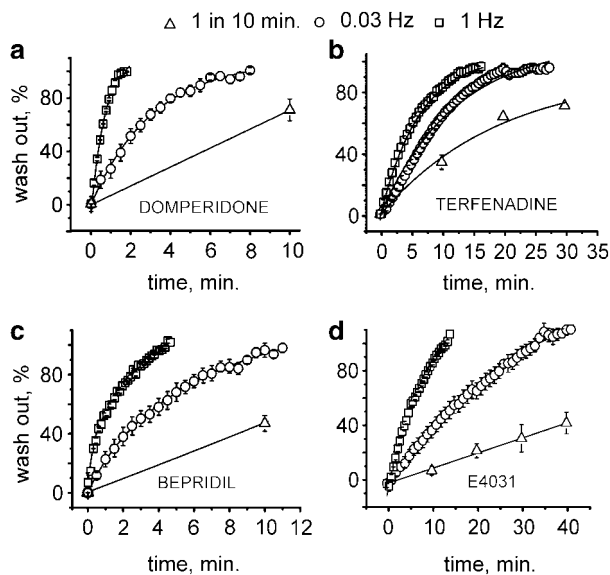 △ 1 in 10 min. ○ 0.03 Hz □ 1 Hz
a
wash out, %
80
40
0
DOMPERIDONE
0 2 4 6 8 10
time, min.
b
80
40
0
TERFENADINE
0 5 10 15 20 25 30 35
time, min.
c
wash out, %
80
40
0
BEPRIDIL
0 2 4 6 8 10 12
time, min.
d
80
40
0
E4031
0 10 20 30 40
time, min.